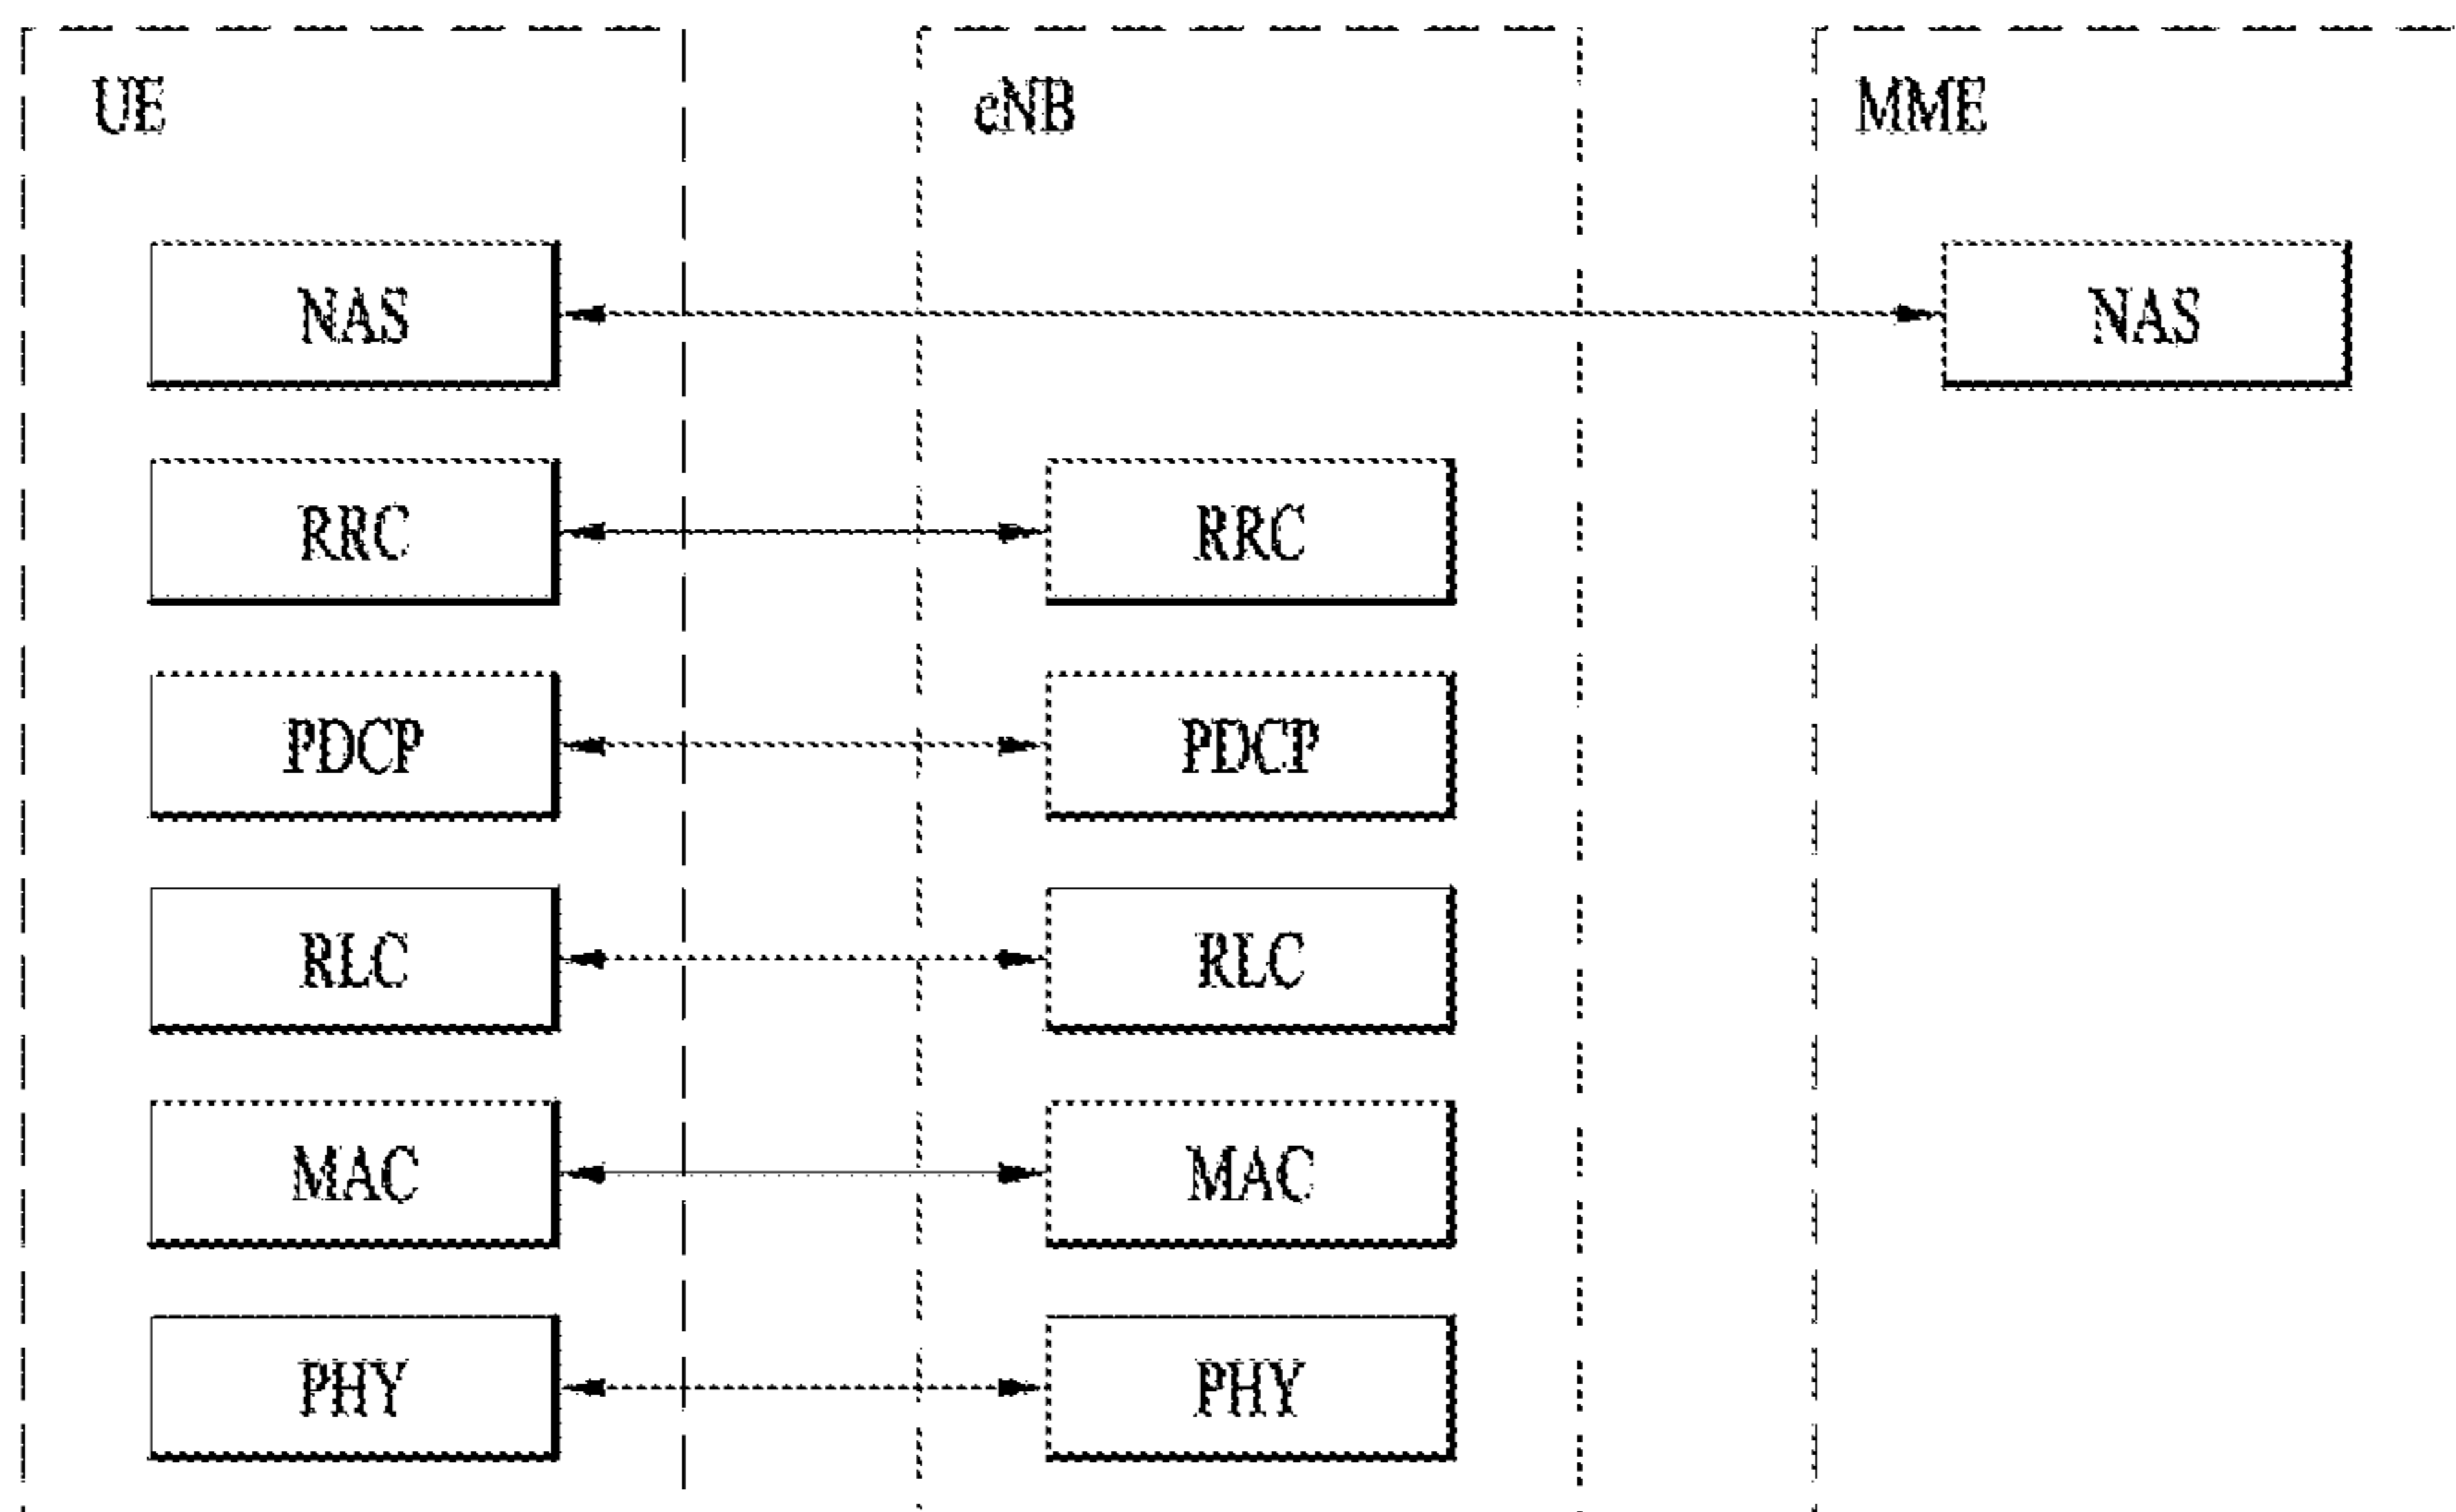 UE eNB MME
NAS NAS
RRC RRC
PDCP PDCP
RLC RLC
MAC MAC
PHY PHY